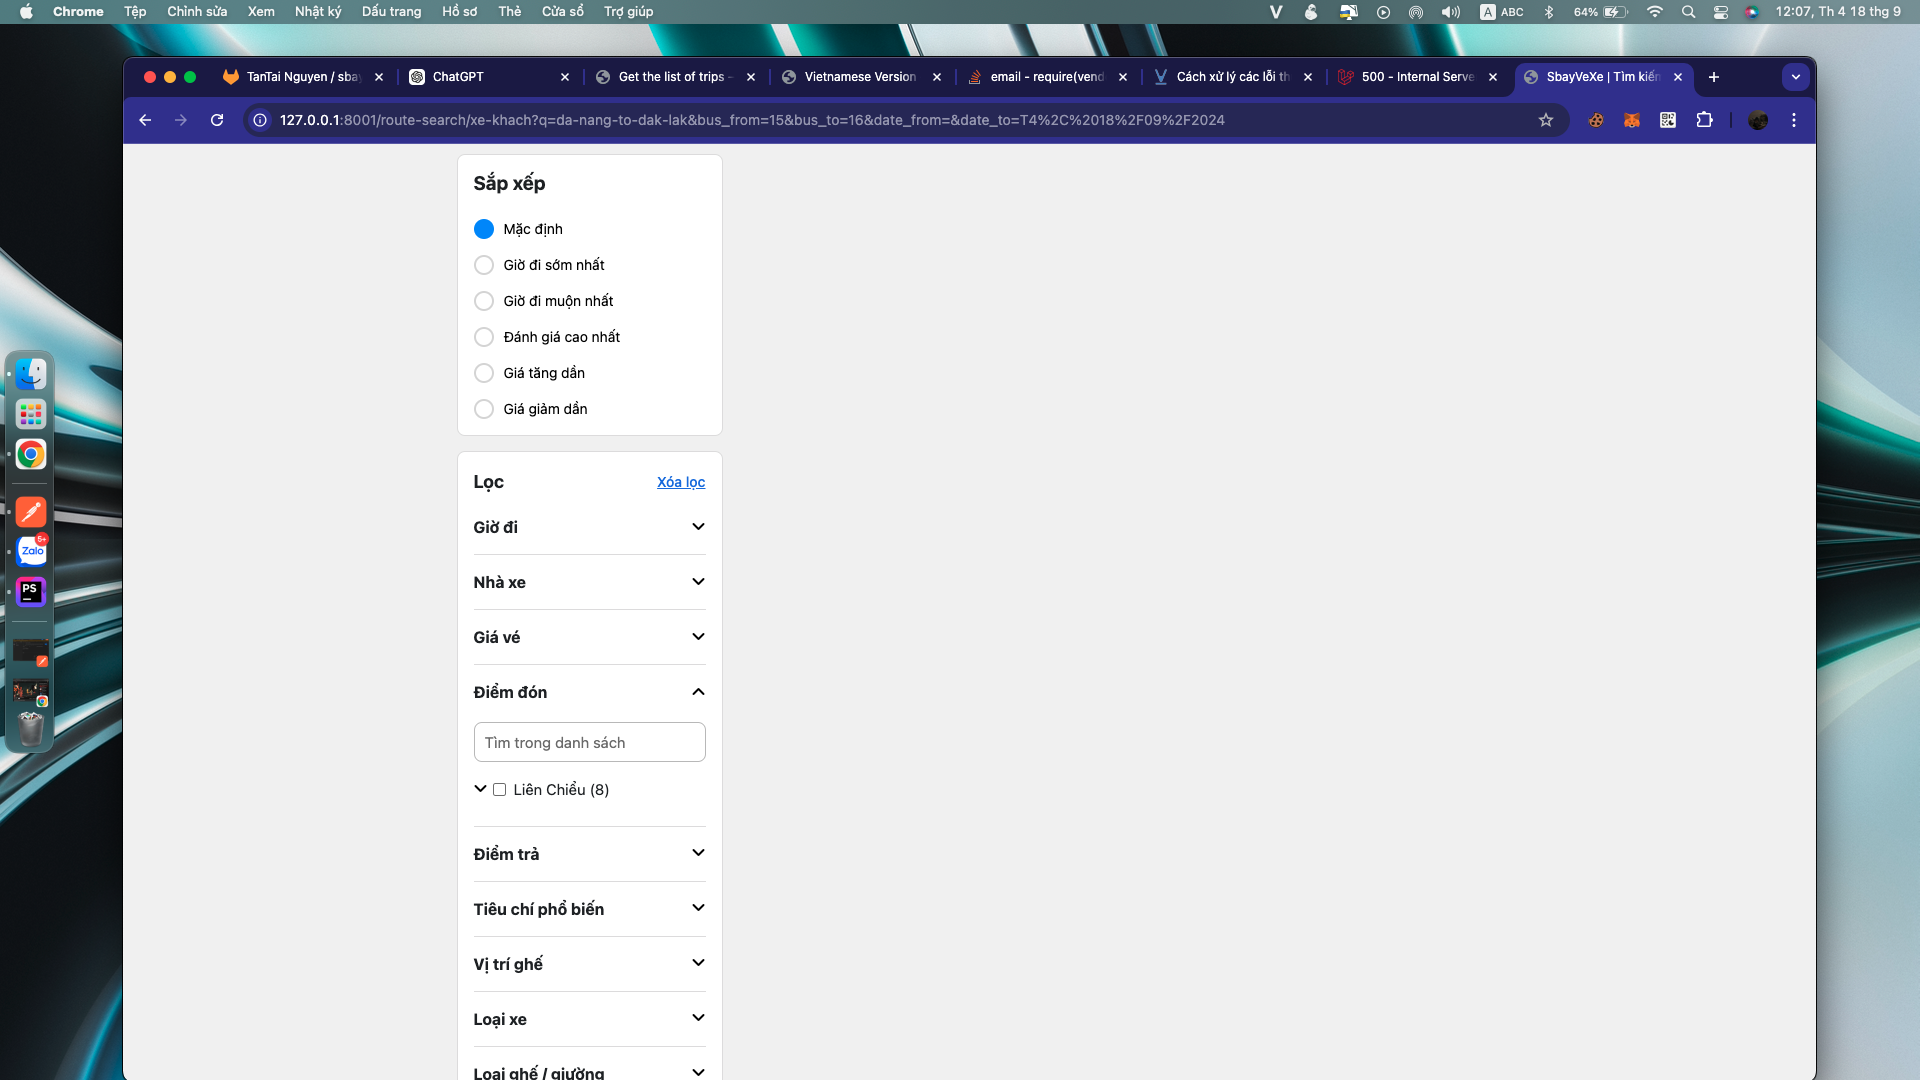 Chrome Tệp Chỉnh sửa Xem Nhật ký Dấu trang Hồ sơ Thẻ Cửa sổ Trợ giúp V A ABC 64% 12:07, Th 4 18 thg 9
TanTai Nguyen / sbay ChatGPT Get the list of trips - Vietnamese Version email - require(vend Cách xử lý các lỗi th 500 - Internal Serve SbayVeXe | Tìm kiếm
127.0.0.1:8001/route-search/xe-khach?q=da-nang-to-dak-lak&bus_from=15&bus_to=16&date_from=&date_to=T4%2C%2018%2F09%2F2024
Sắp xếp
Mặc định
Giờ đi sớm nhất
Giờ đi muộn nhất
Đánh giá cao nhất
Giá tăng dần
Giá giảm dần
Lọc Xóa lọc
Giờ đi
Nhà xe
Giá vé
Điểm đón
Tìm trong danh sách
Liên Chiểu (8)
Điểm trả
Tiêu chí phổ biến
Vị trí ghế
Loại xe
Loại ghế / giường
5+
Zalo
PS